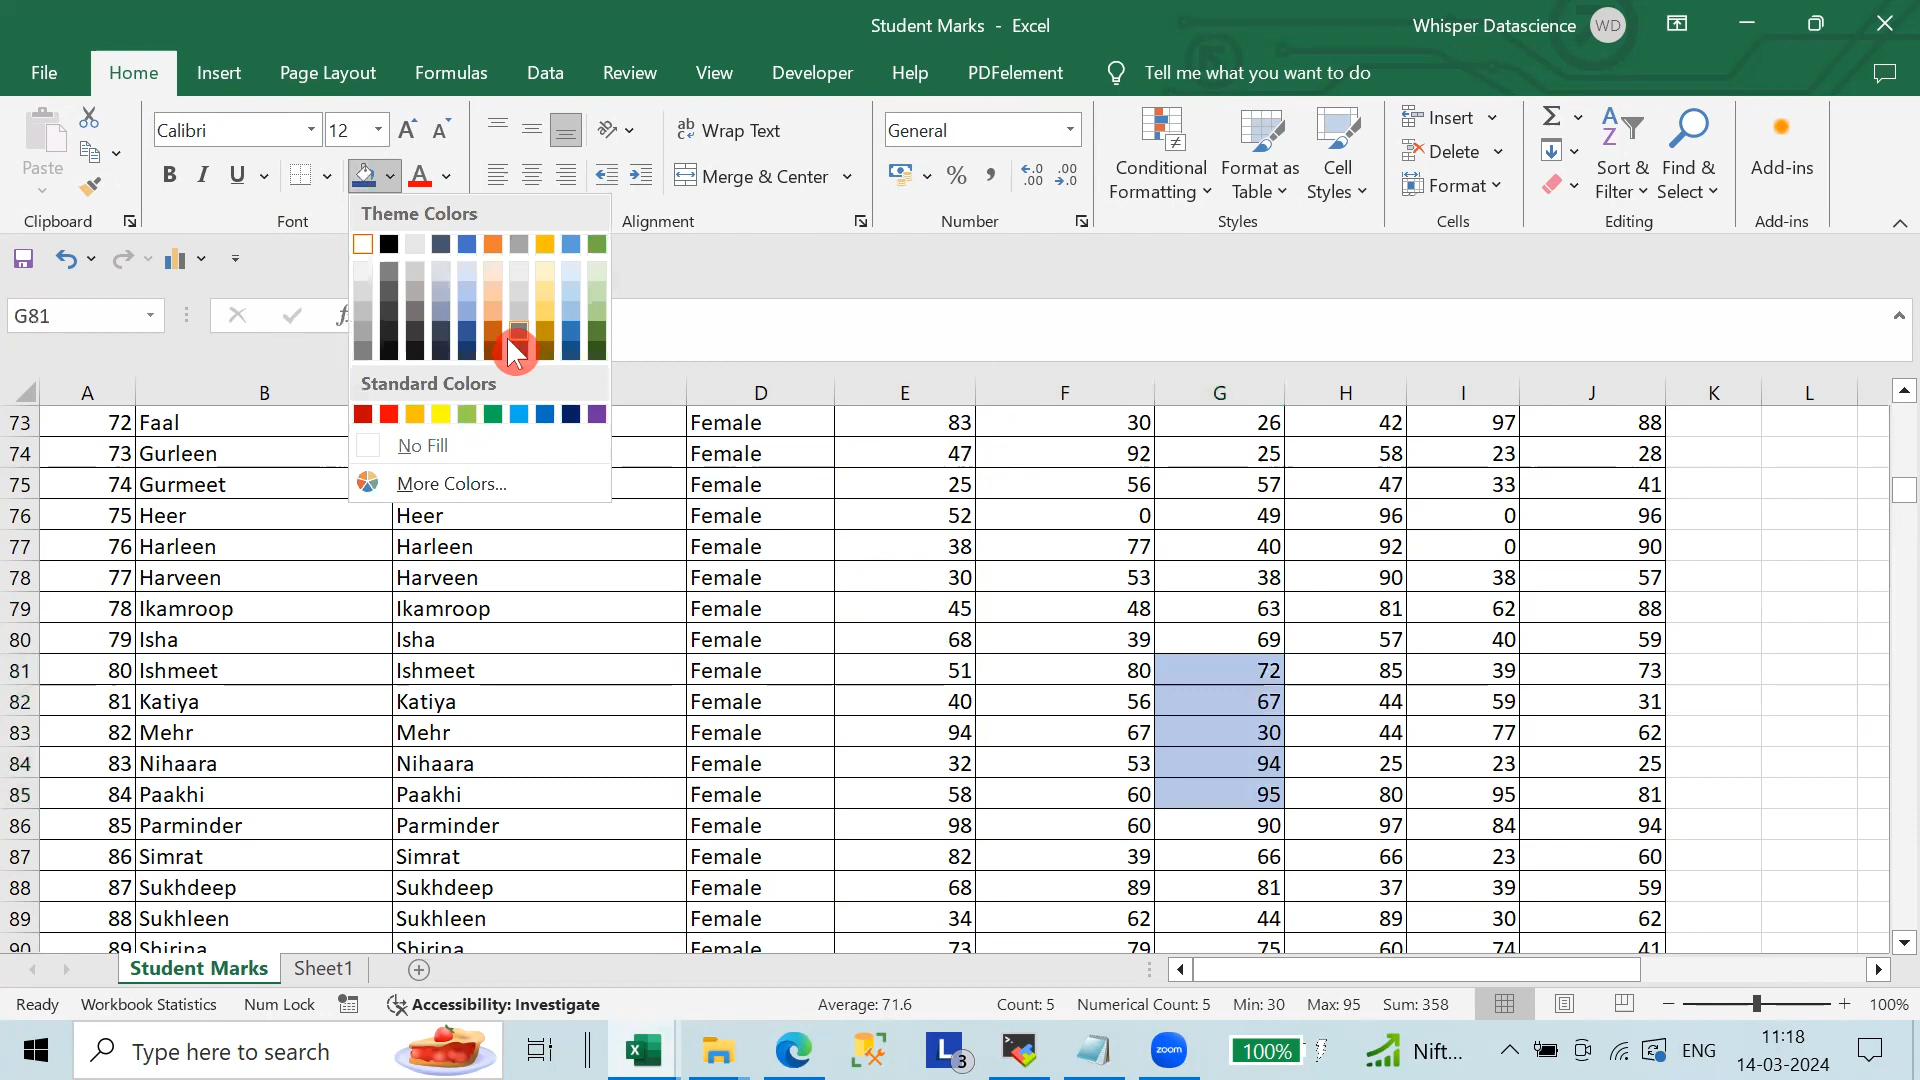 Student Marks - Excel
Whisper Datascience WD
File Home Insert Page Layout Formulas Data Review View Developer Help PDFelement Tell me what you want to do
Calibri 12 Wrap Text General Insert
Paste Conditional Format as Cell Delete Sort & Find & Add-ins
B I U A Merge & Center % Formatting Table Styles Format Filter Select
Clipboard Font Alignment Number Styles Cells Editing Add-ins
Theme Colors
G81
Standard Colors
No Fill
More Colors...
A B D E F G H I J K L
73 72 Faal Female 83 30 26 42 97 88
74 73 Gurleen Female 47 92 25 58 23 28
75 74 Gurmeet Female 25 56 57 47 33 41
76 75 Heer Heer Female 52 0 49 96 0 96
77 76 Harleen Harleen Female 38 77 40 92 0 90
78 77 Harveen Harveen Female 30 53 38 90 38 57
79 78 Ikamroop Ikamroop Female 45 48 63 81 62 88
80 79 Isha Isha Female 68 39 69 57 40 59
81 80 Ishmeet Ishmeet Female 51 80 72 85 39 73
82 81 Katiya Katiya Female 40 56 67 44 59 31
83 82 Mehr Mehr Female 94 67 30 44 77 62
84 83 Nihaara Nihaara Female 32 53 94 25 23 25
85 84 Paakhi Paakhi Female 58 60 95 80 95 81
86 85 Parminder Parminder Female 98 60 90 97 84 94
87 86 Simrat Simrat Female 82 39 66 66 23 60
88 87 Sukhdeep Sukhdeep Female 68 89 81 37 39 59
89 88 Sukhleen Sukhleen Female 34 62 44 89 30 62
90 89 Shirina Shirina Female 73 79 75 60 74 41
Student Marks Sheet1
Ready Workbook Statistics Num Lock Accessibility: Investigate Average: 71.6 Count: 5 Numerical Count: 5 Min: 30 Max: 95 Sum: 358 100%
Type here to search L 3 zoom 100% Nift... ENG 11:18
14-03-2024